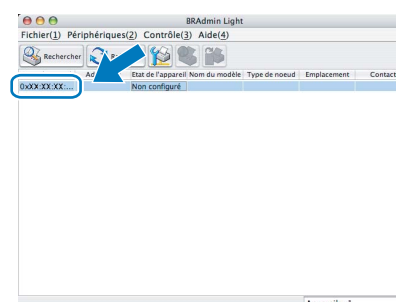 BRAdmin Light
Fichier(1) Périphériques(2) Contrôle(3) Aide(4)
Rechercher
Etat de l'appareil Nom du modèle Type de noeud Emplacement Contact
0xXX:XX:XX:... Non configuré